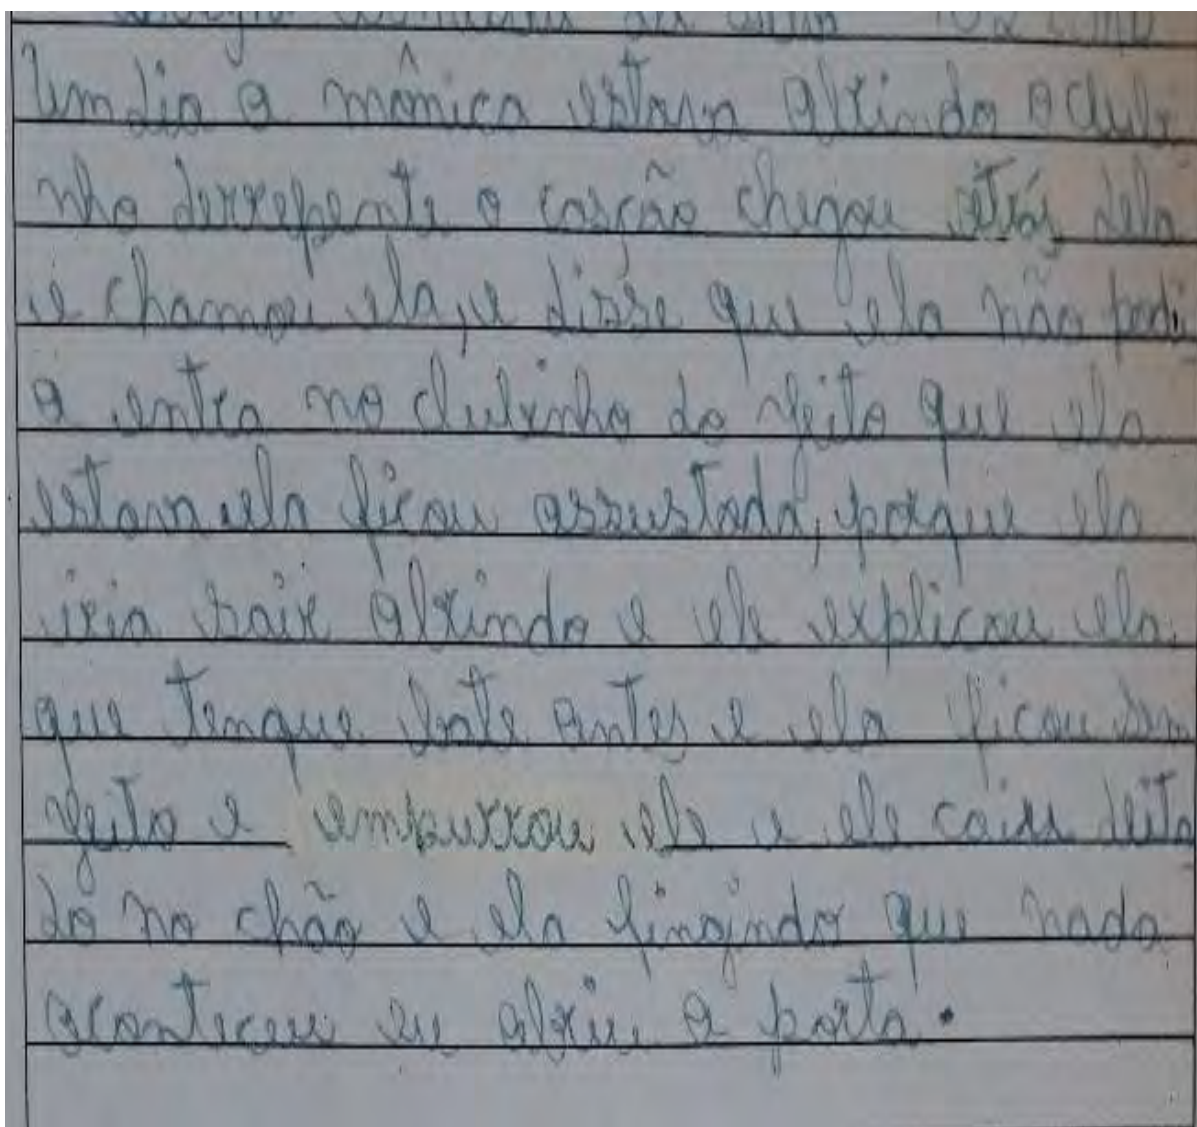 Um dia a mônica estava abrindo o clubi
nho derrepente o cascão chegou atrás dela
e chamou ela, e disse que ela não podi
a entra no clubinho do jeito que ela
estava ela ficou assustada, porque ela
iria sair abrindo e ele explicou ela
que tenque bate antes e ela ficou sem
jeito e empurrou ele e ele caiu deita
do no chão e ela fingindo que nada
aconteceu e abriu a porta.